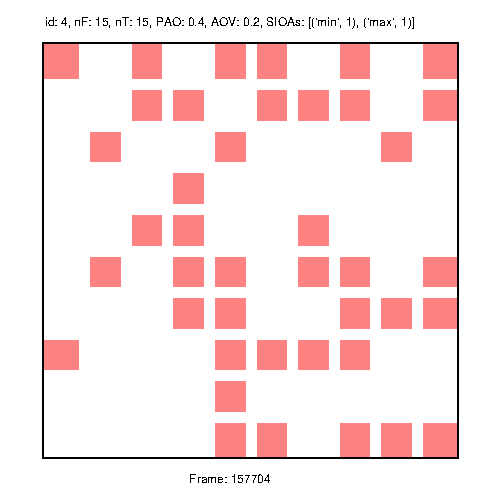 id: 4, nF: 15, nT: 15, PAO: 0.4, AOV: 0.2, SIOAs: [('min', 1), ('max', 1)]
Frame: 157704